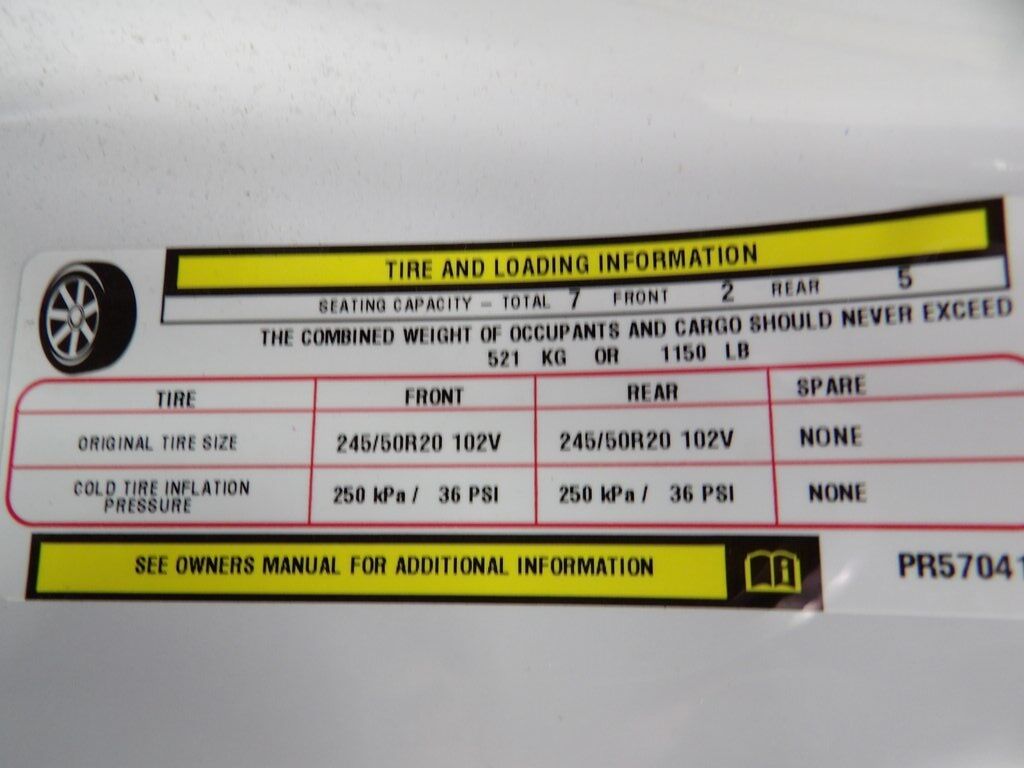 TIRE AND LOADING INFORMATION
SEATING CAPACITY – TOTAL 7 FRONT 2 REAR 5
THE COMBINED WEIGHT OF OCCUPANTS AND CARGO SHOULD NEVER EXCEED
521 KG OR 1150 LB
TIRE FRONT REAR SPARE
ORIGINAL TIRE SIZE 245/50R20 102V 245/50R20 102V NONE
COLD TIRE INFLATION
PRESSURE 250 kPa / 36 PSI 250 kPa / 36 PSI NONE
SEE OWNERS MANUAL FOR ADDITIONAL INFORMATION
PR57041